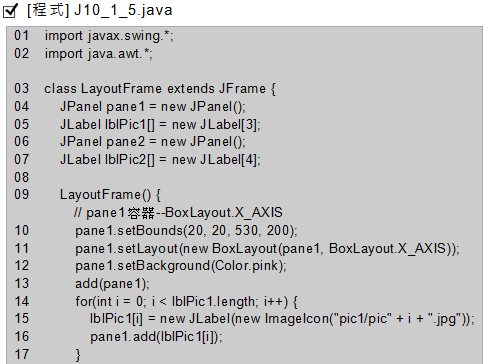 [程式] J10_1_5.java
01 import javax.swing.*;
02 import java.awt.*;
03 class LayoutFrame extends JFrame {
04 JPanel pane1 = new JPanel();
05 JLabel lblPic1[] = new JLabel[3];
06 JPanel pane2 = new JPanel();
07 JLabel lblPic2[] = new JLabel[4];
08
09 LayoutFrame() {
// pane1容器--BoxLayout.X_AXIS
10 pane1.setBounds(20, 20, 530, 200);
11 pane1.setLayout(new BoxLayout(pane1, BoxLayout.X_AXIS));
12 pane1.setBackground(Color.pink);
13 add(pane1);
14 for(int i = 0; i < lblPic1.length; i++) {
15 lblPic1[i] = new JLabel(new ImageIcon("pic1/pic" + i + ".jpg"));
16 pane1.add(lblPic1[i]);
17 }